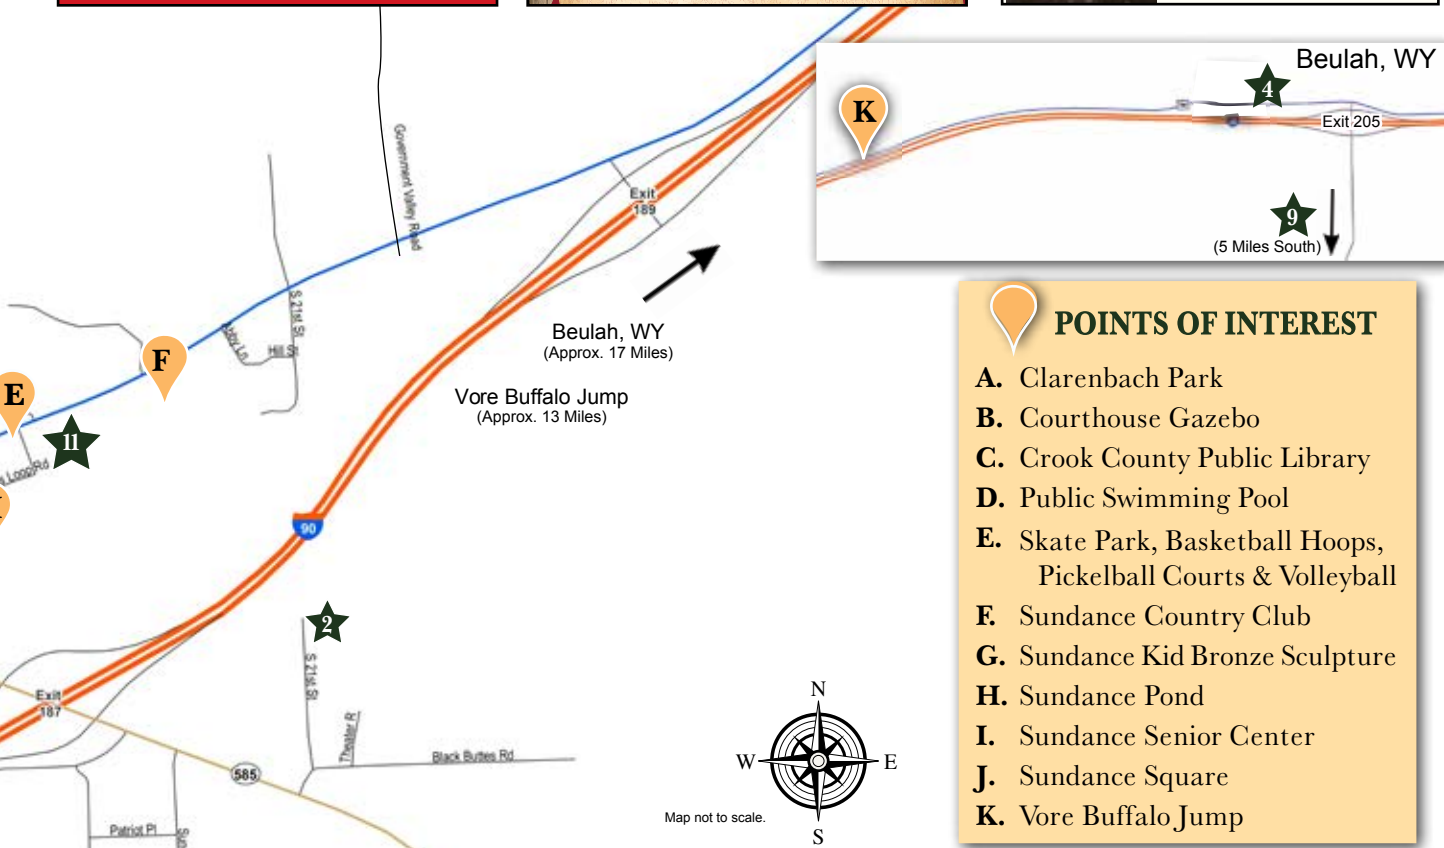 Beulah, WY
4
K
Exit 205
9
(5 Miles South)
Government Valley Road
Exit
189
S 21st St
Hill St
F
E
11
Loop Rd
Beulah, WY
(Approx. 17 Miles)
Vore Buffalo Jump
(Approx. 13 Miles)
90
2
S 21st St
Exit
187
Theater R
Black Buttes Rd
585
Patriot Pl
N
W
E
S
Map not to scale.
POINTS OF INTEREST
A. Clarenbach Park
B. Courthouse Gazebo
C. Crook County Public Library
D. Public Swimming Pool
E. Skate Park, Basketball Hoops,
Pickelball Courts & Volleyball
F. Sundance Country Club
G. Sundance Kid Bronze Sculpture
H. Sundance Pond
I. Sundance Senior Center
J. Sundance Square
K. Vore Buffalo Jump